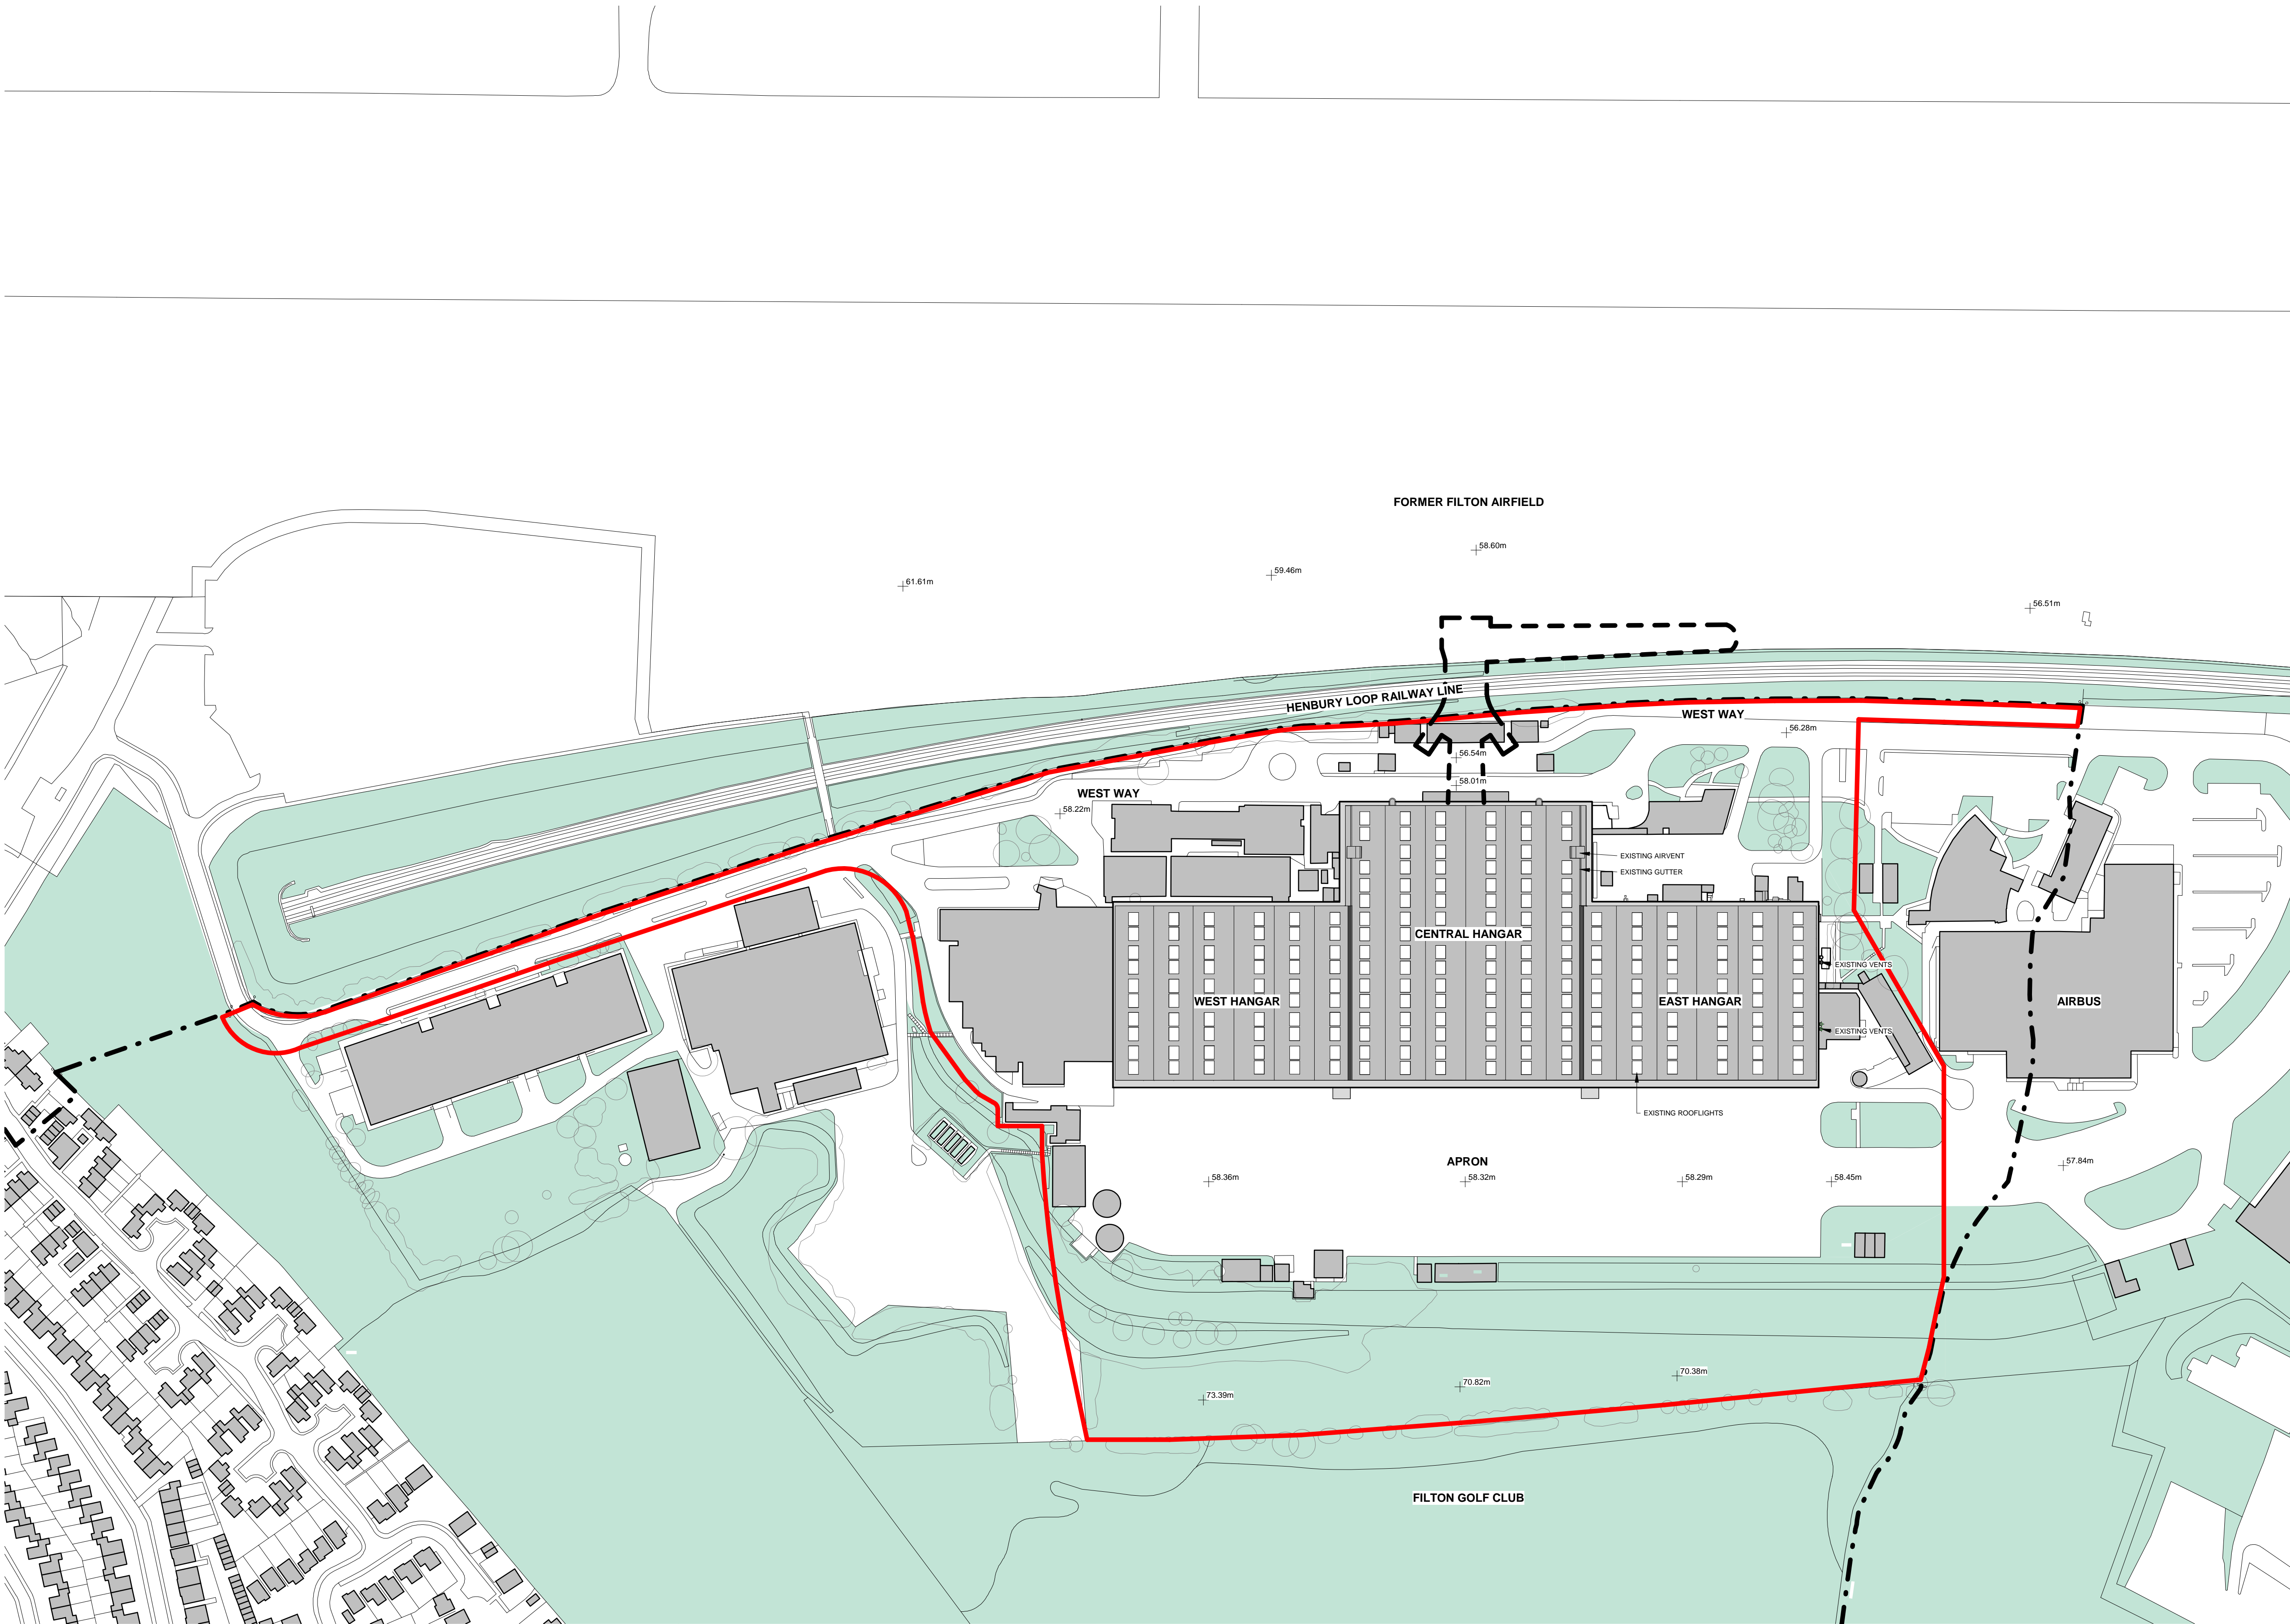 FORMER FILTON AIRFIELD
58.60m
59.46m
61.61m
56.51m
HENBURY LOOP RAILWAY LINE
WEST WAY
56.28m
56.54m
58.01m
WEST WAY
58.22m
EXISTING AIRVENT
EXISTING GUTTER
CENTRAL HANGAR
EXISTING VENTS
WEST HANGAR
EAST HANGAR
AIRBUS
EXISTING VENTS
EXISTING ROOFLIGHTS
APRON
57.84m
58.36m
58.32m
58.29m
58.45m
70.38m
70.82m
73.39m
FILTON GOLF CLUB